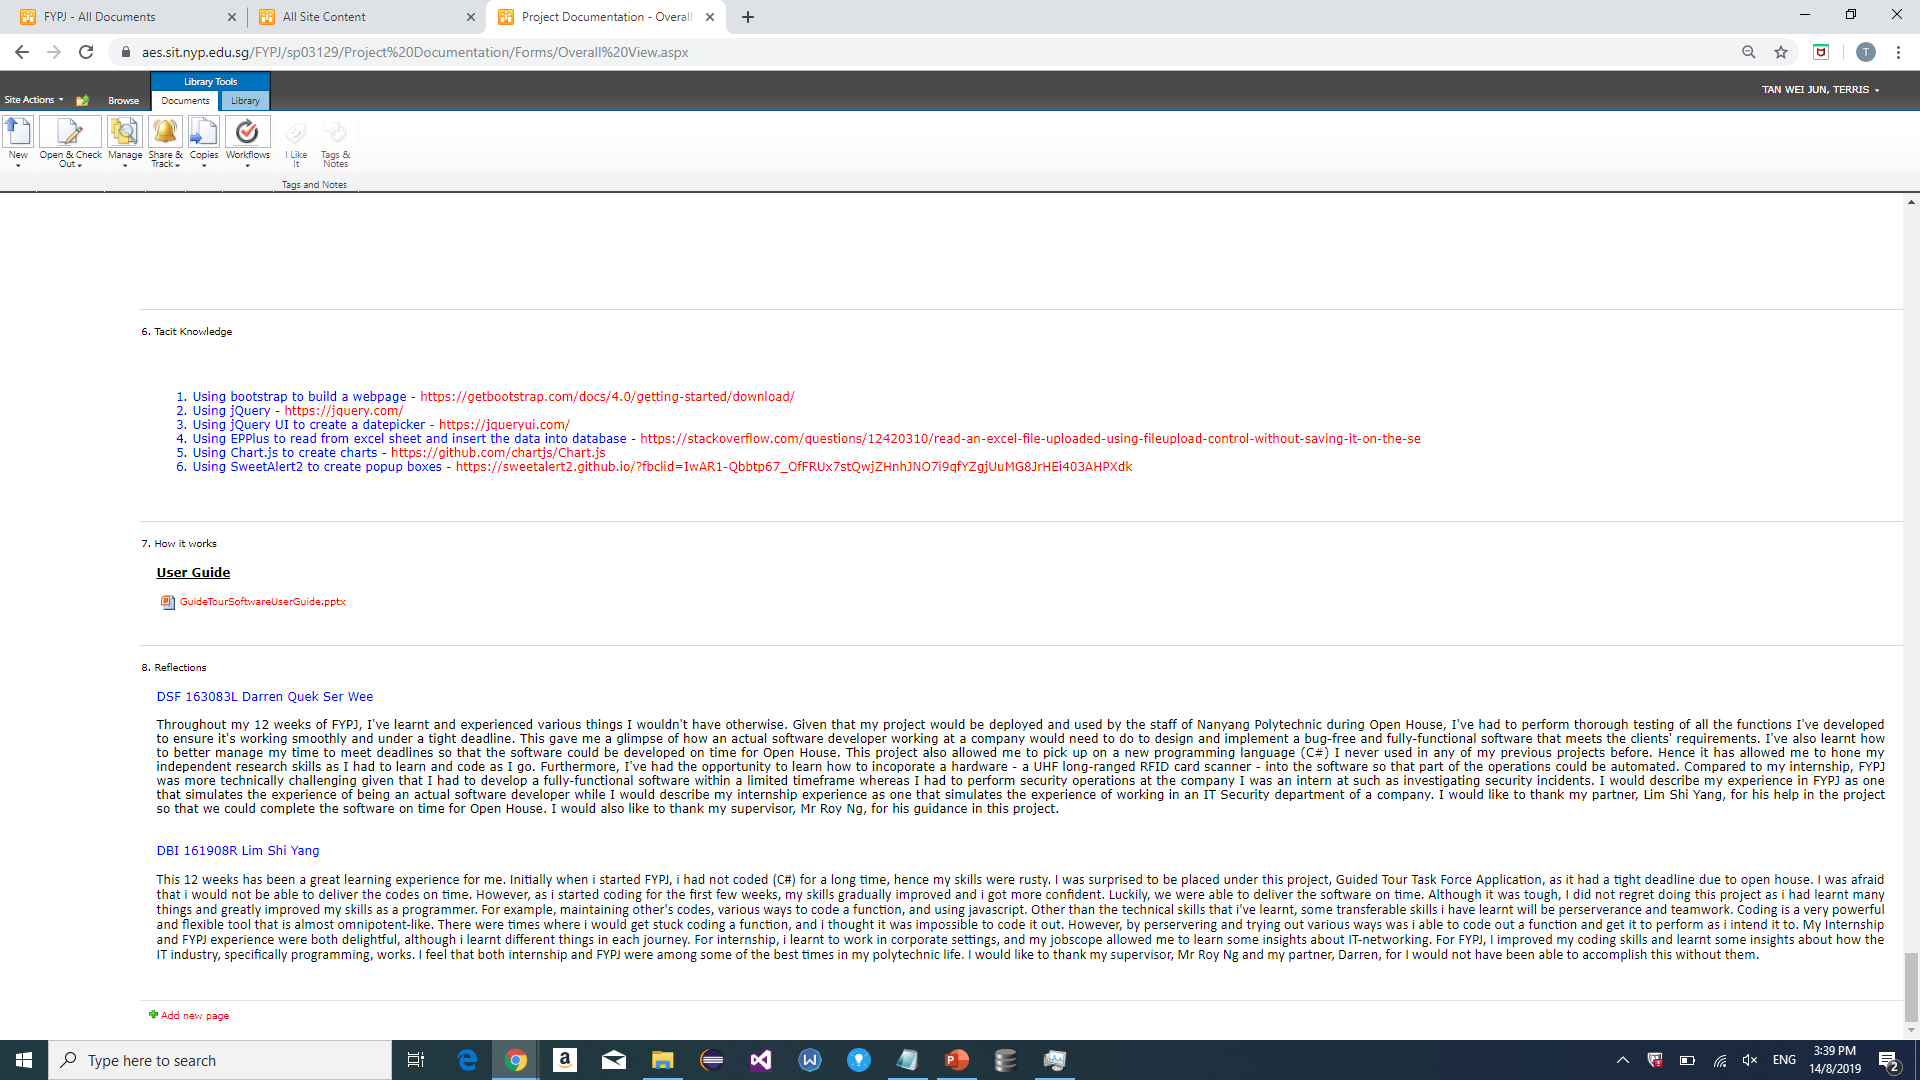 FYPJ - All Documents
All Site Content
Project Documentation - Overall
aes.sit.nyp.edu.sg/FYPJ/sp03129/Project%20Documentation/Forms/Overall%20View.aspx
T
Library Tools
Site Actions
Browse
Documents
Library
TAN WEI JUN, TERRIS
New
Open & Check Out
Manage
Share & Track
Copies
Workflows
I Like It
Tags & Notes
Tags and Notes
6. Tacit Knowledge
1. Using bootstrap to build a webpage - https://getbootstrap.com/docs/4.0/getting-started/download/
2. Using jQuery - https://jquery.com/
3. Using jQuery UI to create a datepicker - https://jqueryui.com/
4. Using EPPlus to read from excel sheet and insert the data into database - https://stackoverflow.com/questions/12420310/read-an-excel-file-uploaded-using-fileupload-control-without-saving-it-on-the-se
5. Using Chart.js to create charts - https://github.com/chartjs/Chart.js
6. Using SweetAlert2 to create popup boxes - https://sweetalert2.github.io/?fbclid=IwAR1-Qbbtp67_OfFRUx7stQwjZHnhJNO7i9qfYZgjUuMG8JrHEi403AHPXdk
7. How it works
User Guide
GuideTourSoftwareUserGuide.pptx
8. Reflections
DSF 163083L Darren Quek Ser Wee
Throughout my 12 weeks of FYPJ, I've learnt and experienced various things I wouldn't have otherwise. Given that my project would be deployed and used by the staff of Nanyang Polytechnic during Open House, I've had to perform thorough testing of all the functions I've developed
to ensure it's working smoothly and under a tight deadline. This gave me a glimpse of how an actual software developer working at a company would need to do to design and implement a bug-free and fully-functional software that meets the clients' requirements. I've also learnt how
to better manage my time to meet deadlines so that the software could be developed on time for Open House. This project also allowed me to pick up on a new programming language (C#) I never used in any of my previous projects before. Hence it has allowed me to hone my
independent research skills as I had to learn and code as I go. Furthermore, I've had the opportunity to learn how to incoporate a hardware - a UHF long-ranged RFID card scanner - into the software so that part of the operations could be automated. Compared to my internship, FYPJ
was more technically challenging given that I had to develop a fully-functional software within a limited timeframe whereas I had to perform security operations at the company I was an intern at such as investigating security incidents. I would describe my experience in FYPJ as one
that simulates the experience of being an actual software developer while I would describe my internship experience as one that simulates the experience of working in an IT Security department of a company. I would like to thank my partner, Lim Shi Yang, for his help in the project
so that we could complete the software on time for Open House. I would also like to thank my supervisor, Mr Roy Ng, for his guidance in this project.
DBI 161908R Lim Shi Yang
This 12 weeks has been a great learning experience for me. Initially when i started FYPJ, i had not coded (C#) for a long time, hence my skills were rusty. I was surprised to be placed under this project, Guided Tour Task Force Application, as it had a tight deadline due to open house. I was afraid
that i would not be able to deliver the codes on time. However, as i started coding for the first few weeks, my skills gradually improved and i got more confident. Luckily, we were able to deliver the software on time. Although it was tough, I did not regret doing this project as i had learnt many
things and greatly improved my skills as a programmer. For example, maintaining other's codes, various ways to code a function, and using javascript. Other than the technical skills that i've learnt, some transferable skills i have learnt will be perserverance and teamwork. Coding is a very powerful
and flexible tool that is almost omnipotent-like. There were times where i would get stuck coding a function, and i thought it was impossible to code it out. However, by perservering and trying out various ways was i able to code out a function and get it to perform as i intend it to. My Internship
and FYPJ experience were both delightful, although i learnt different things in each journey. For internship, i learnt to work in corporate settings, and my jobscope allowed me to learn some insights about IT-networking. For FYPJ, I improved my coding skills and learnt some insights about how the
IT industry, specifically programming, works. I feel that both internship and FYPJ were among some of the best times in my polytechnic life. I would like to thank my supervisor, Mr Roy Ng and my partner, Darren, for I would not have been able to accomplish this without them.
Add new page
Type here to search
ENG
3:39 PM
14/8/2019
2